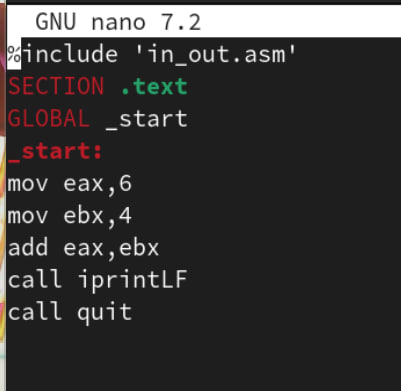 GNU nano 7.2
%include 'in_out.asm'
SECTION .text
GLOBAL _start
_start:
mov eax,6
mov ebx,4
add eax,ebx
call iprintLF
call quit